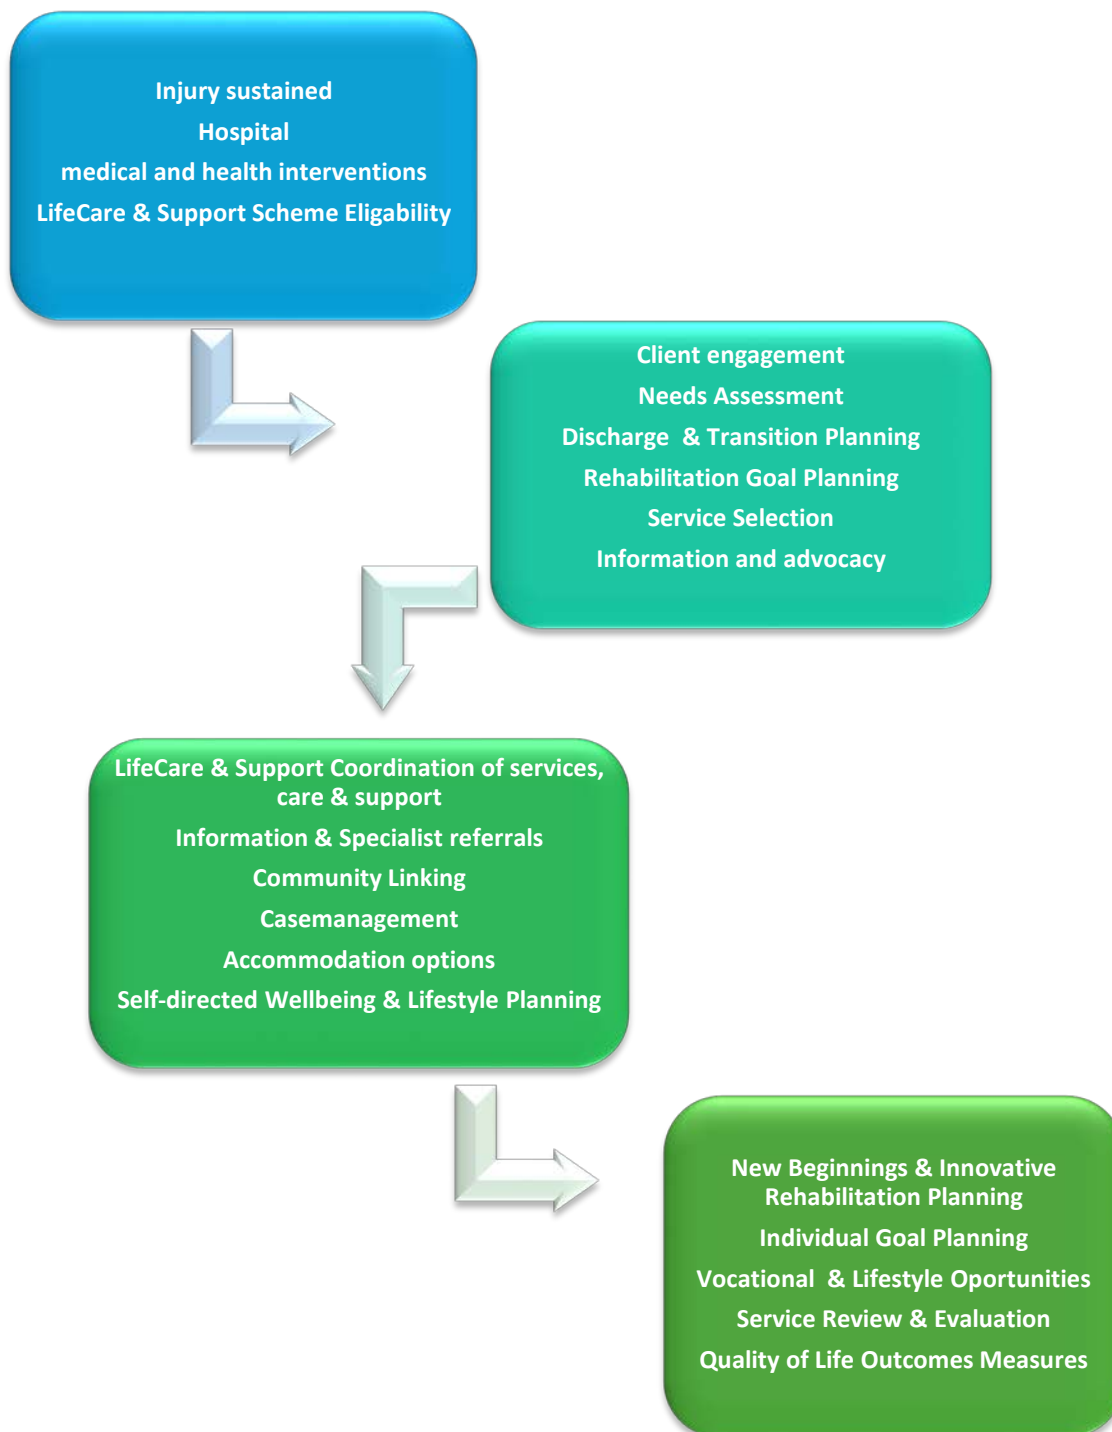 Injury sustained
Hospital
medical and health interventions
LifeCare & Support Scheme Eligability
Client engagement
Needs Assessment
Discharge  & Transition Planning
Rehabilitation Goal Planning
Service Selection
Information and advocacy
LifeCare & Support Coordination of services,
care & support
Information & Specialist referrals
Community Linking
Casemanagement
Accommodation options
Self-directed Wellbeing & Lifestyle Planning
New Beginnings & Innovative
Rehabilitation Planning
Individual Goal Planning
Vocational  & Lifestyle Oportunities
Service Review & Evaluation
Quality of Life Outcomes Measures